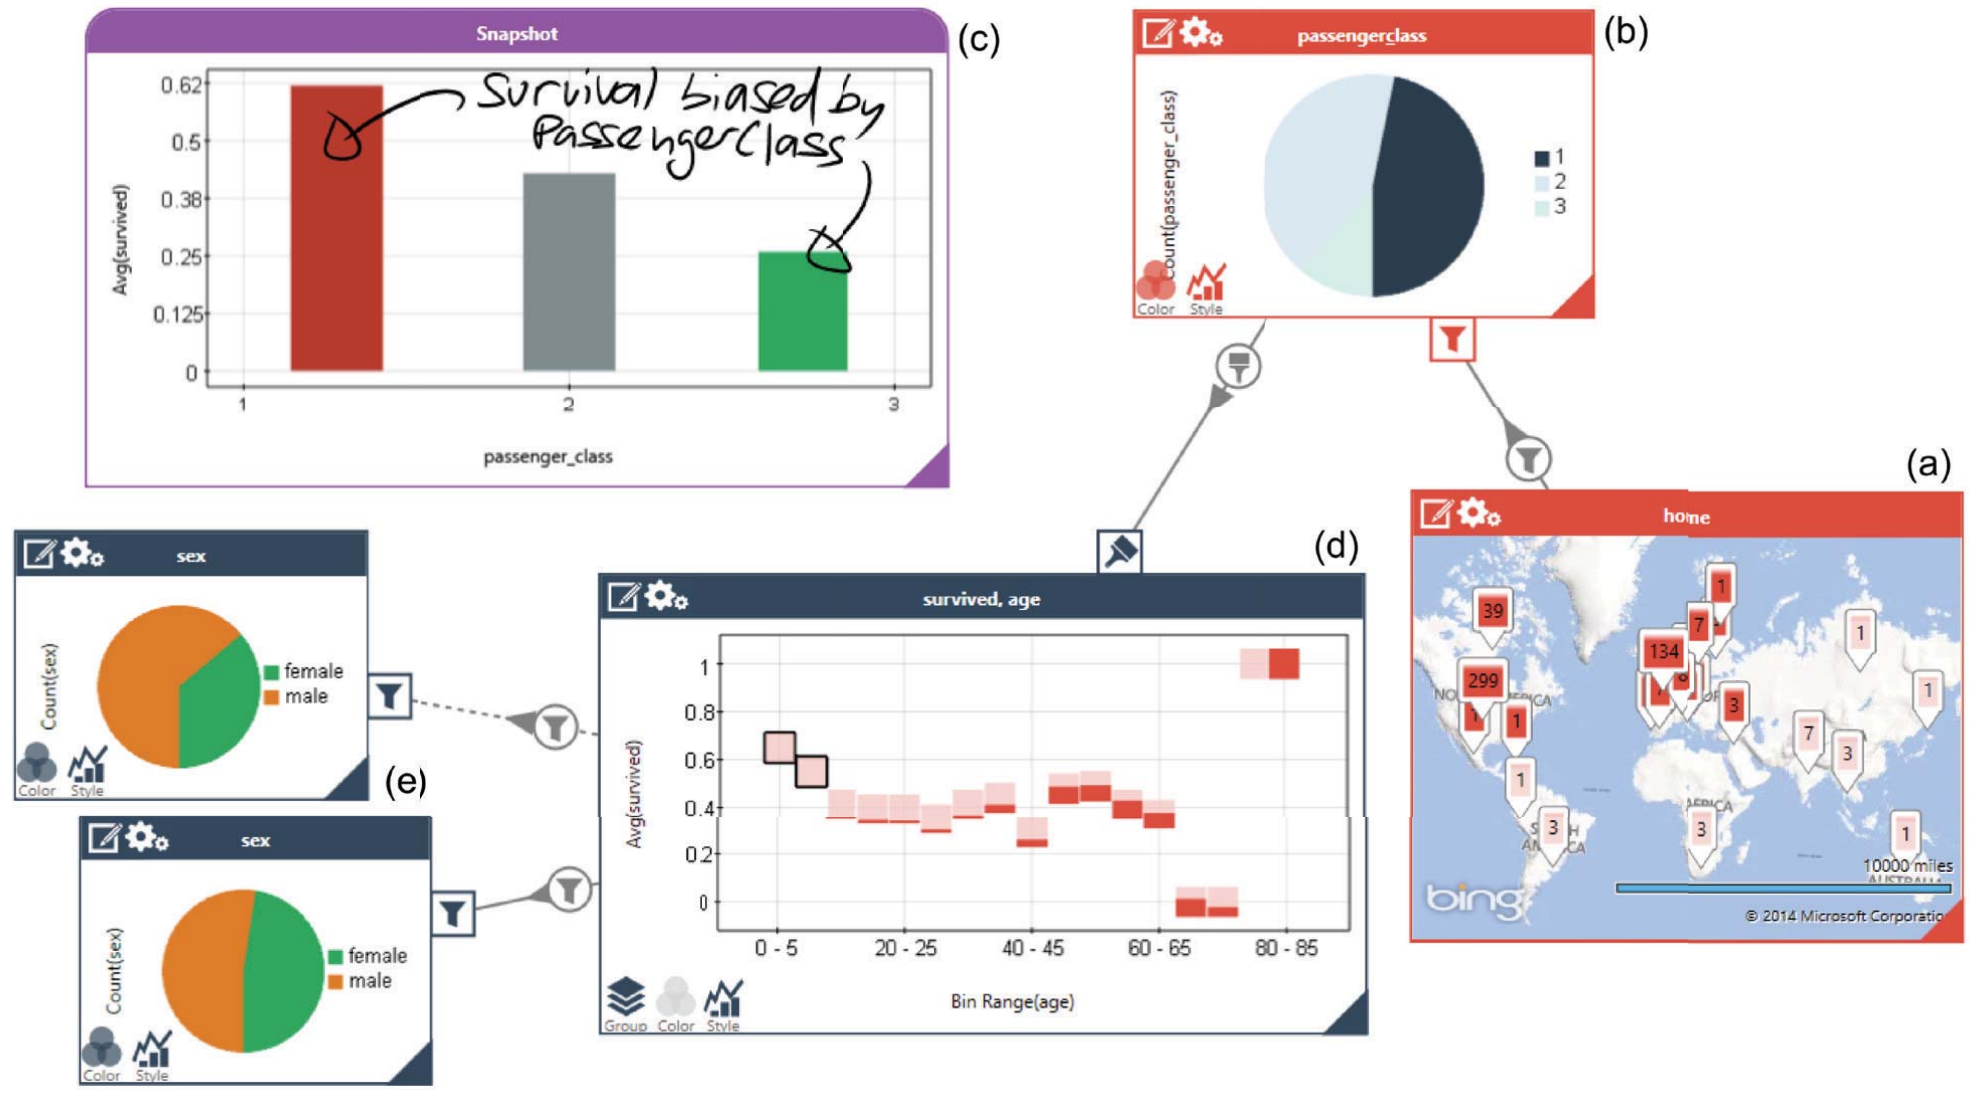 Snapshot
(c)
0.62
0.5
0.38
0.25
0.125
0
Avg(survived)
1
2
3
passenger_class
Survival biased by
PassengerClass
passengerclass
(b)
Count(passenger_class)
1
2
3
Color
Style
(a)
home
39
299
1
1
1
3
134
7
1
7
3
3
1
7
3
1
1
AFRICA
10000 miles
AUSTRALIA
bing
© 2014 Microsoft Corporatio
sex
Count(sex)
female
male
Color
Style
(e)
sex
Count(sex)
female
male
Color
Style
(d)
survived, age
Avg(survived)
1
0.8
0.6
0.4
0.2
0
0 - 5
20 - 25
40 - 45
60 - 65
80 - 85
Bin Range(age)
Group
Color
Style